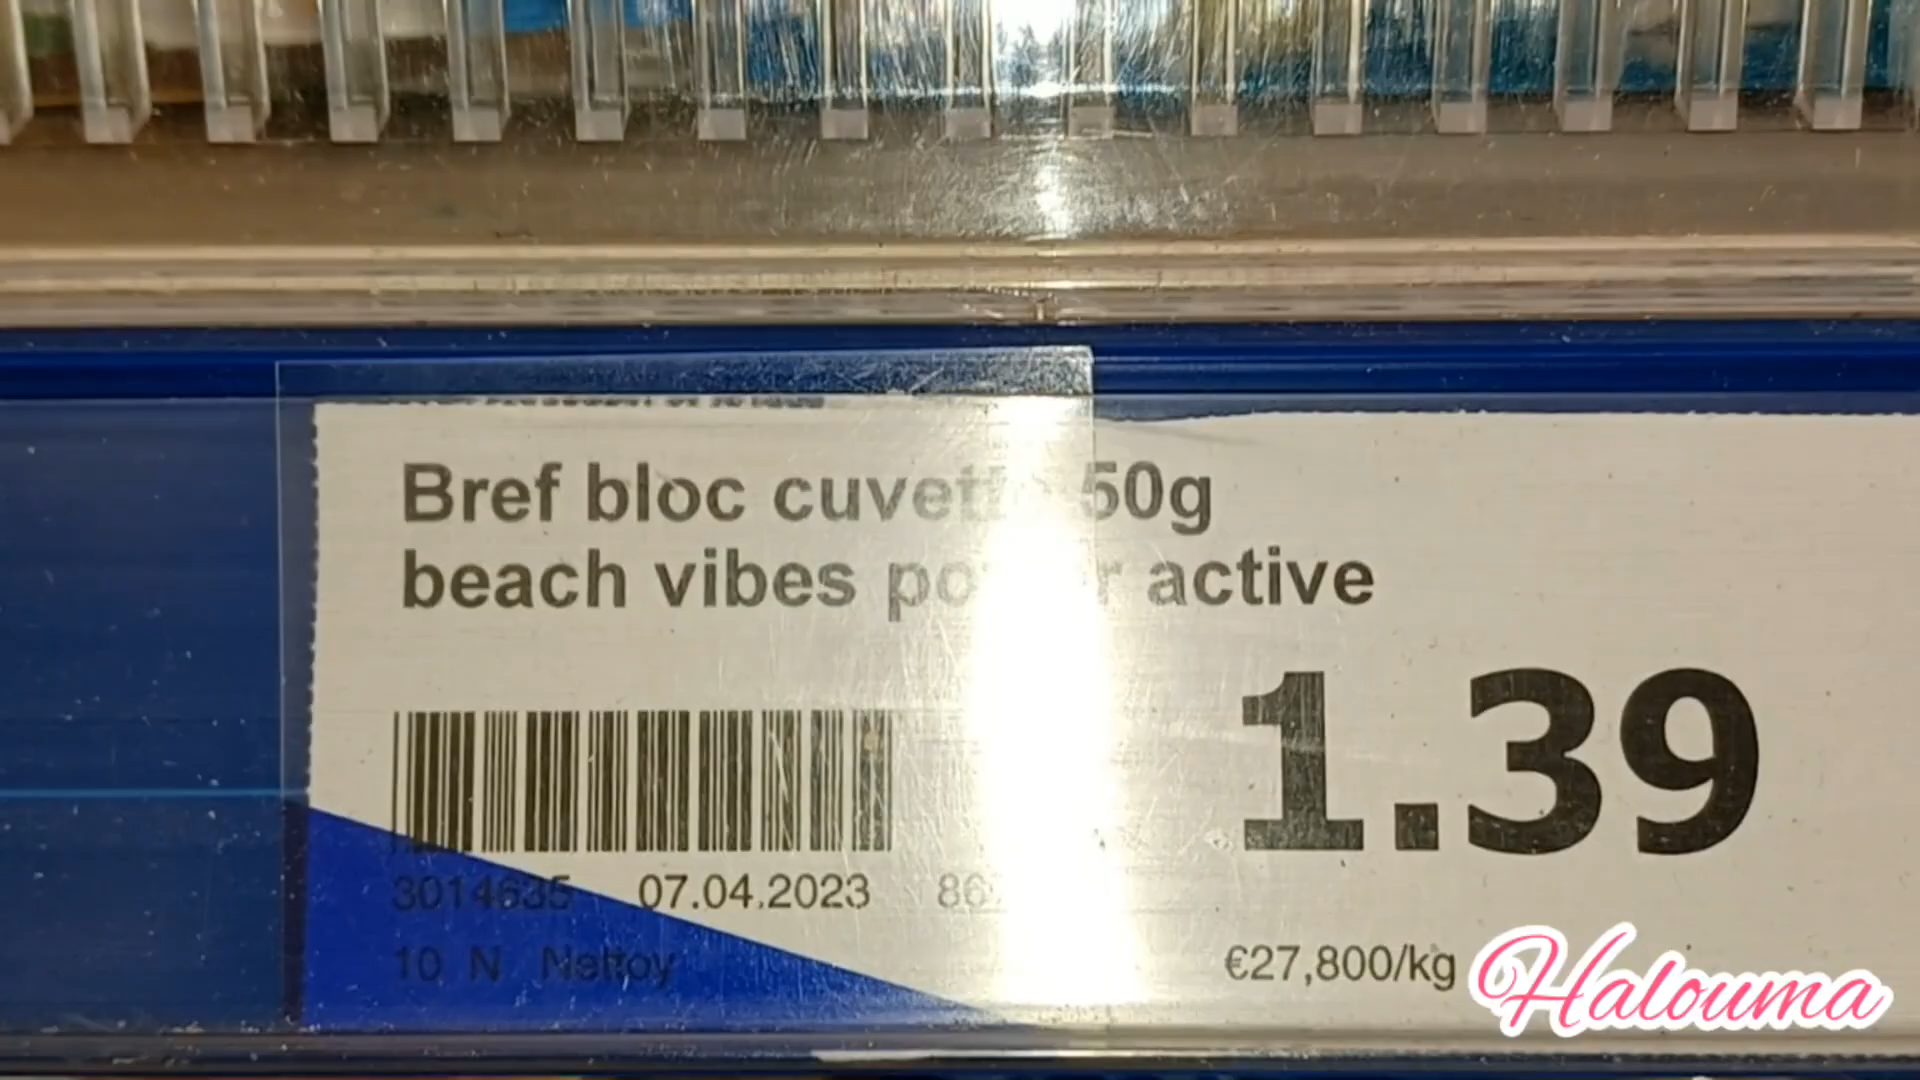 Bref bloc cuvette 50g
beach vibes power active
1.39
3014635 07.04.2023 86
10 N Nettoy
€27,800/kg
Halouma